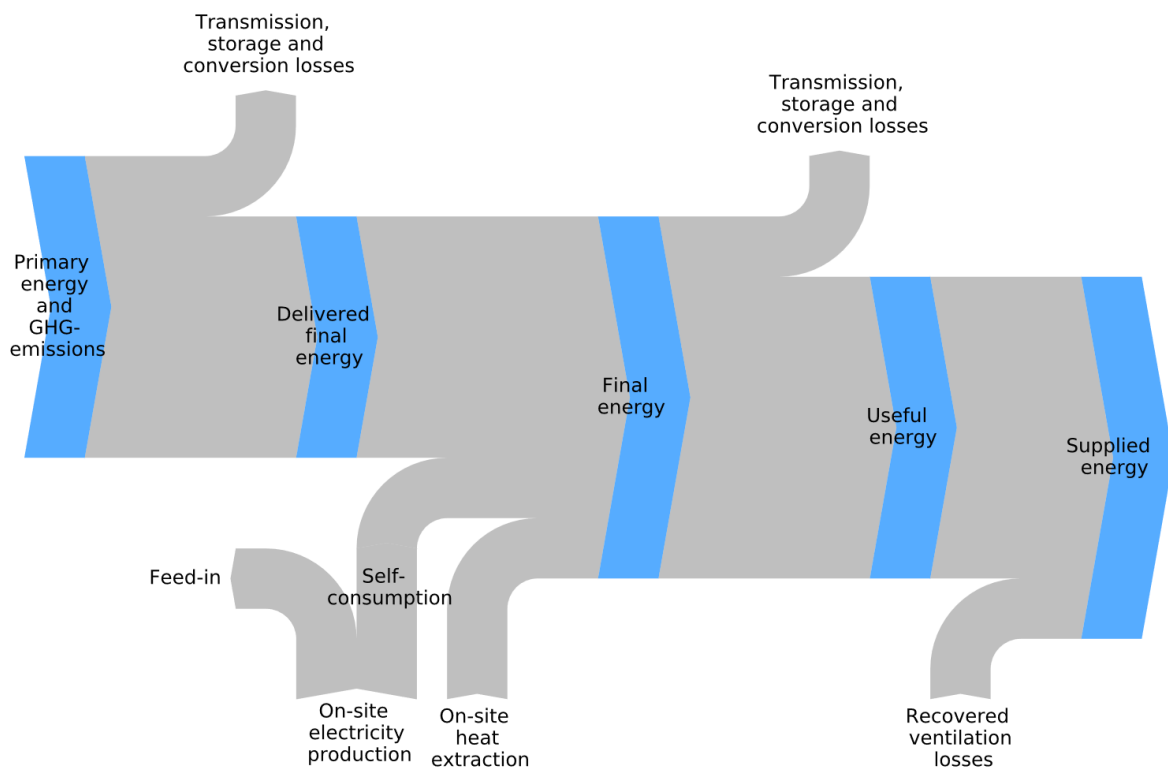 Transmission,
storage and
conversion losses
Transmission,
storage and
conversion losses
Primary
energy
and
GHG-
emissions
Delivered
final
energy
Final
energy
Useful
energy
Supplied
energy
Feed-in
Self-
consumption
On-site
electricity
production
On-site
heat
extraction
Recovered
ventilation
losses